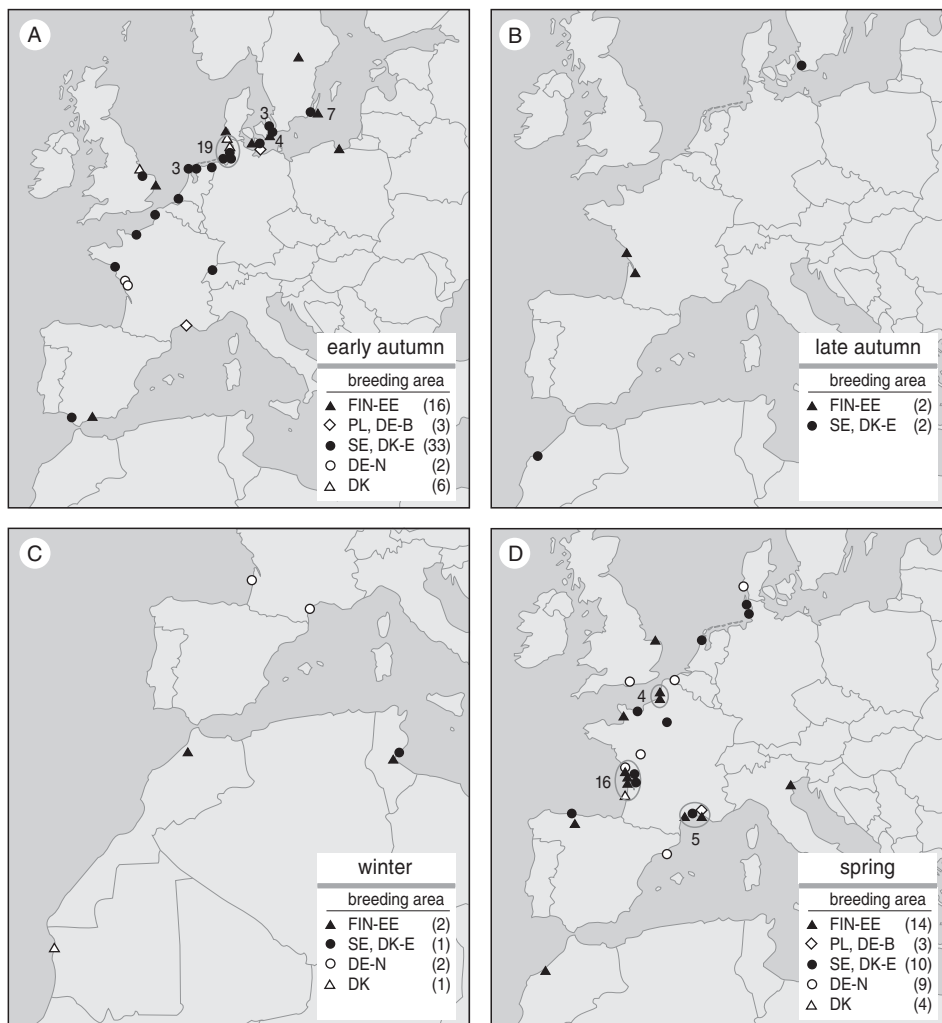 A
3
7
19
4
3
early autumn
breeding area
FIN-EE (16)
PL, DE-B (3)
SE, DK-E (33)
DE-N (2)
DK (6)
B
late autumn
breeding area
FIN-EE (2)
SE, DK-E (2)
C
winter
breeding area
FIN-EE (2)
SE, DK-E (1)
DE-N (2)
DK (1)
D
4
16
5
spring
breeding area
FIN-EE (14)
PL, DE-B (3)
SE, DK-E (10)
DE-N (9)
DK (4)